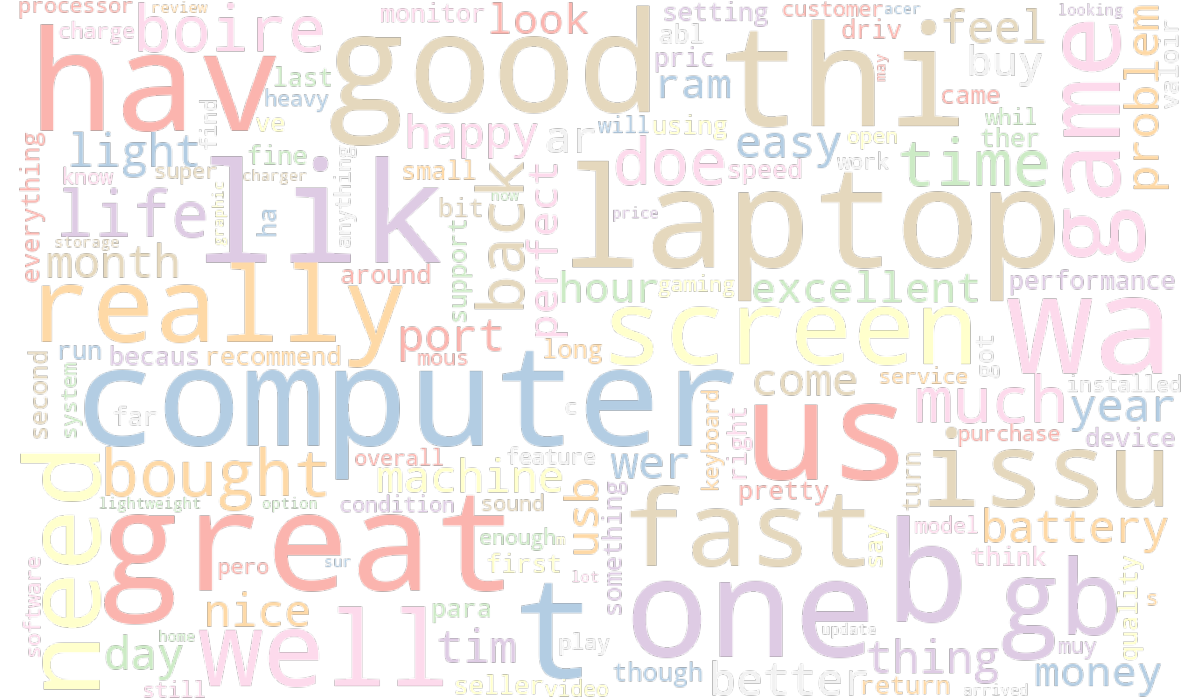 processor
review
monitor
look
setting
customer
acer
looking
charge
boire
good
thi
abl
driv
feel
game
problem
valoir
hav
last
heavy
ve
find
pric
ram
may
came
buy
happy
ar
will
using
easy
open
whil
ther
light
fine
super
charger
know
everything
anything
small
doe
speed
work
time
life
lik
graphic
ha
bit
back
now
perfect
laptop
price
storage
month
around
support
hour
gaming
excellent
performance
really
port
mous
screen
wa
got
run
becaus
recommend
long
second
system
computer
come
service
installed
far
c
keyboard
right
us
much
year
purchase
device
need
bought
overall
machine
feature
wer
issu
lightweight
option
condition
sound
usb
something
pretty
turn
great
fast
b
model
battery
enough
m
first
say
think
pero
sur
lot
software
nice
para
t
one
gb
quality
s
day
home
well
tim
play
update
thing
muy
though
better
money
still
seller
video
return
arrived